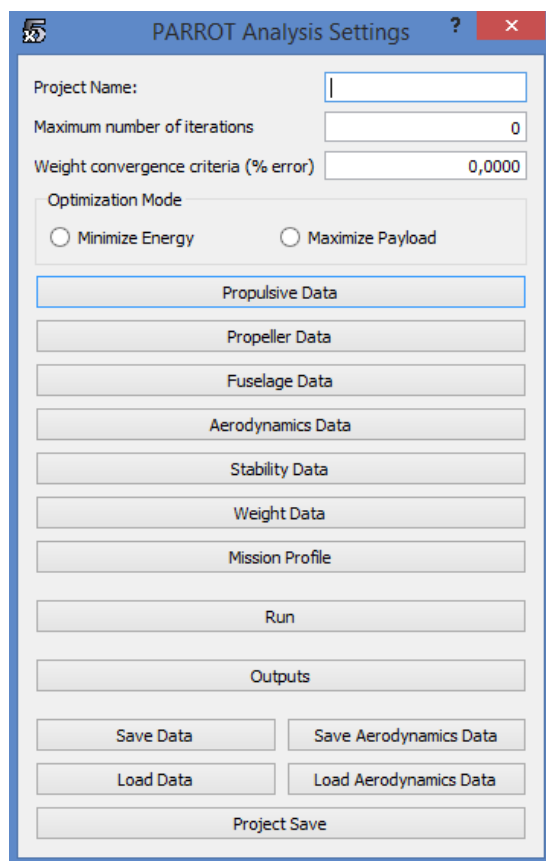 x5
PARROT Analysis Settings ? ×
Project Name:
Maximum number of iterations 0
Weight convergence criteria (% error) 0,0000
Optimization Mode
Minimize Energy Maximize Payload
Propulsive Data
Propeller Data
Fuselage Data
Aerodynamics Data
Stability Data
Weight Data
Mission Profile
Run
Outputs
Save Data Save Aerodynamics Data
Load Data Load Aerodynamics Data
Project Save